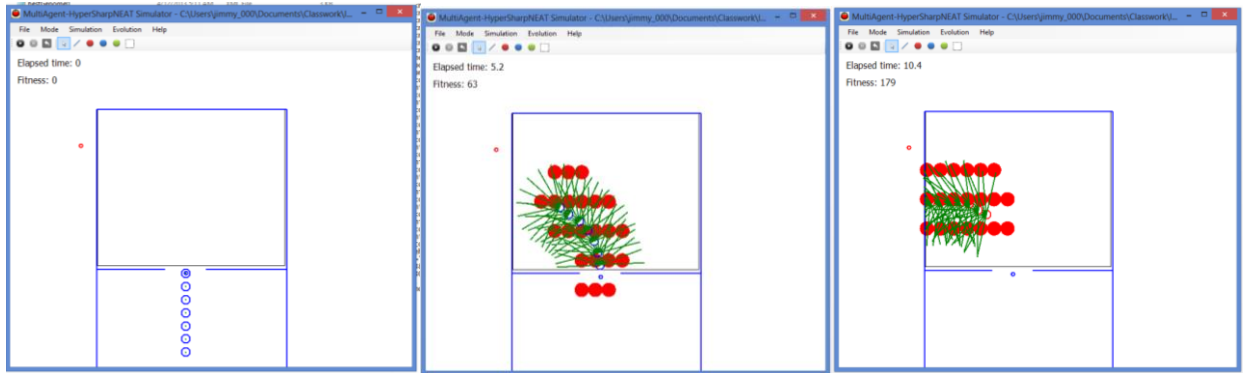 MultiAgent-HyperSharpNEAT Simulator - C:\Users\jimmy_000\Documents\Classwork\I...
File Mode Simulation Evolution Help
Elapsed time: 0
Fitness: 0
MultiAgent-HyperSharpNEAT Simulator - C:\Users\jimmy_000\Documents\Classwork\I...
File Mode Simulation Evolution Help
Elapsed time: 5.2
Fitness: 63
MultiAgent-HyperSharpNEAT Simulator - C:\Users\jimmy_000\Documents\Classwork\I...
File Mode Simulation Evolution Help
Elapsed time: 10.4
Fitness: 179